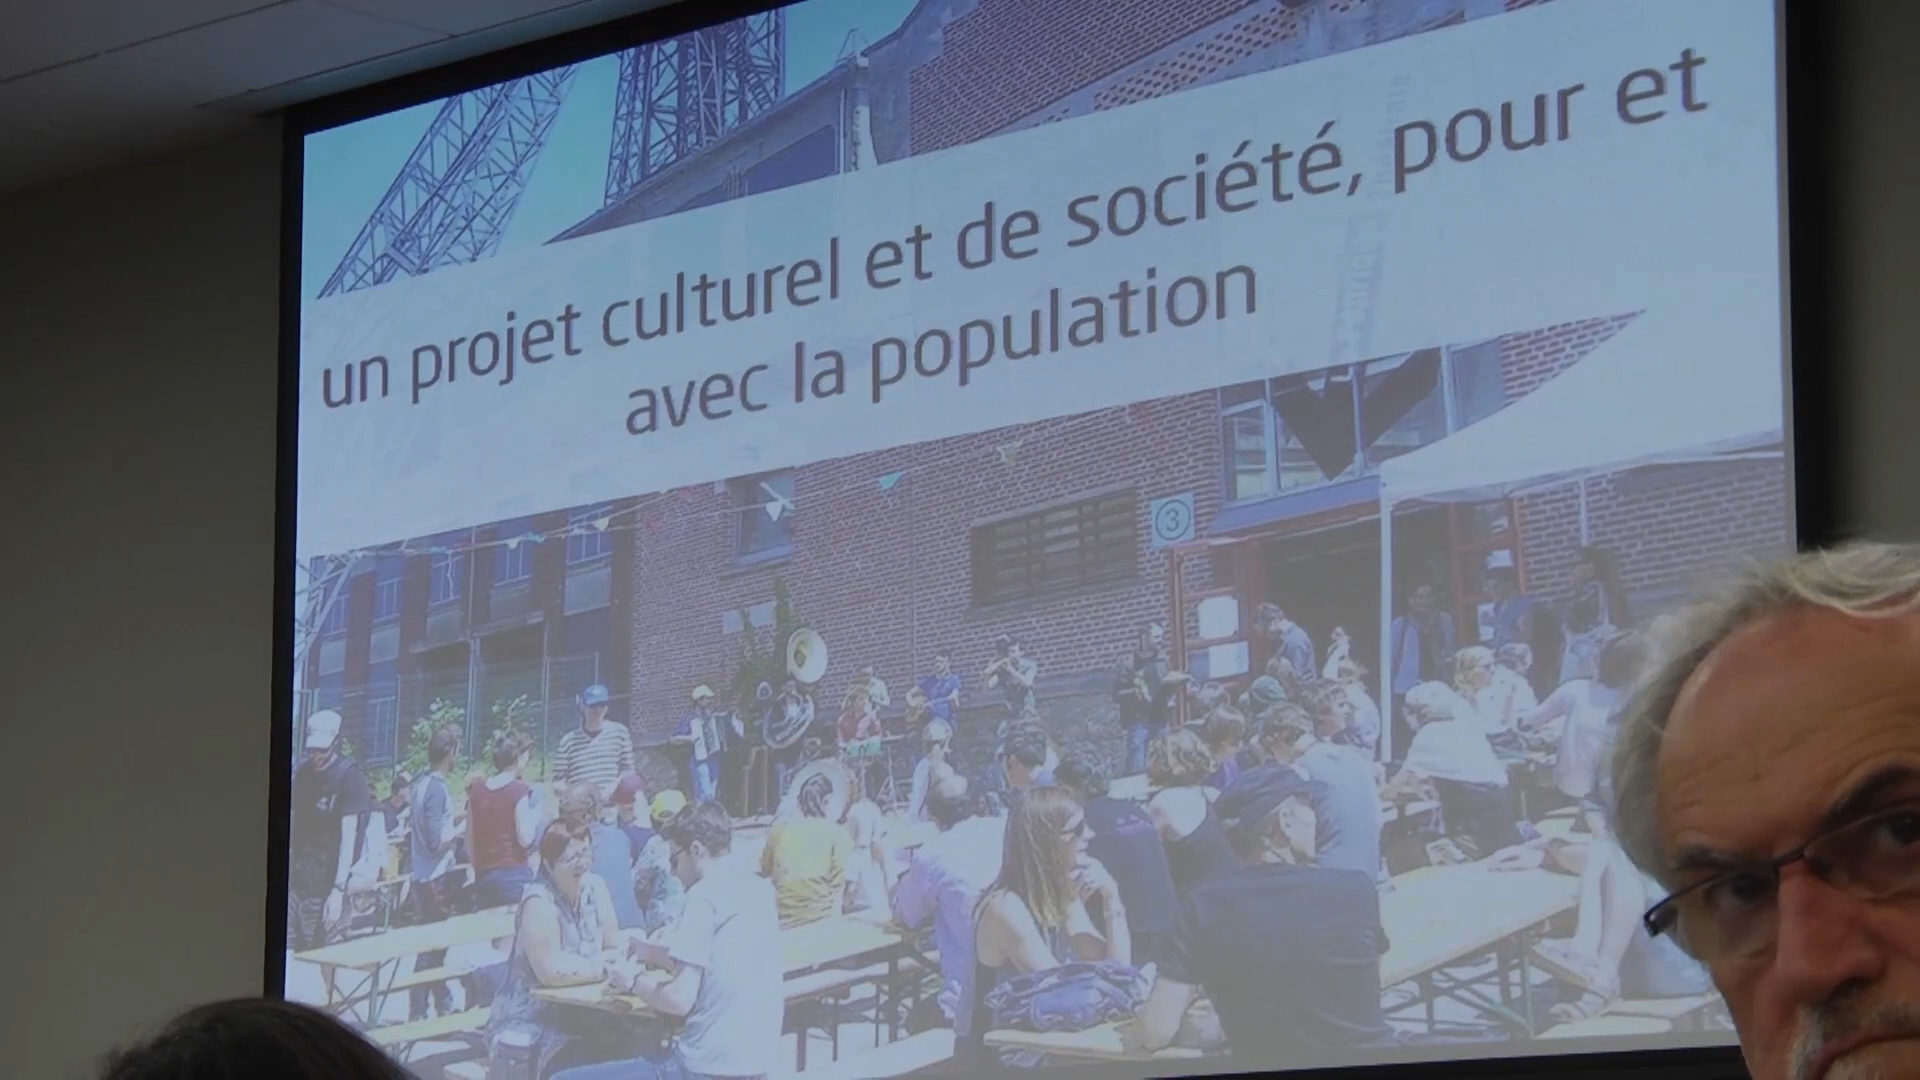 un projet culturel et de société, pour et
avec la population
3